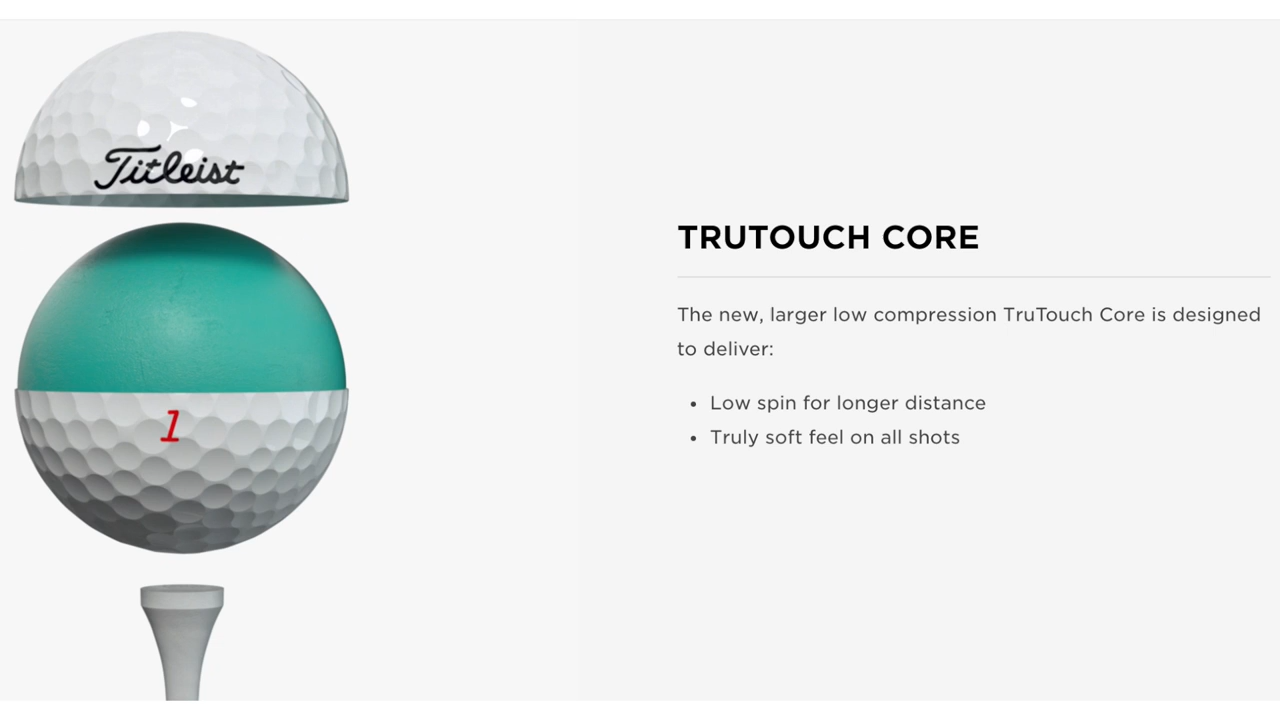 Titleist
1
TRUTOUCH CORE
The new, larger low compression TruTouch Core is designed
to deliver:
• Low spin for longer distance
• Truly soft feel on all shots